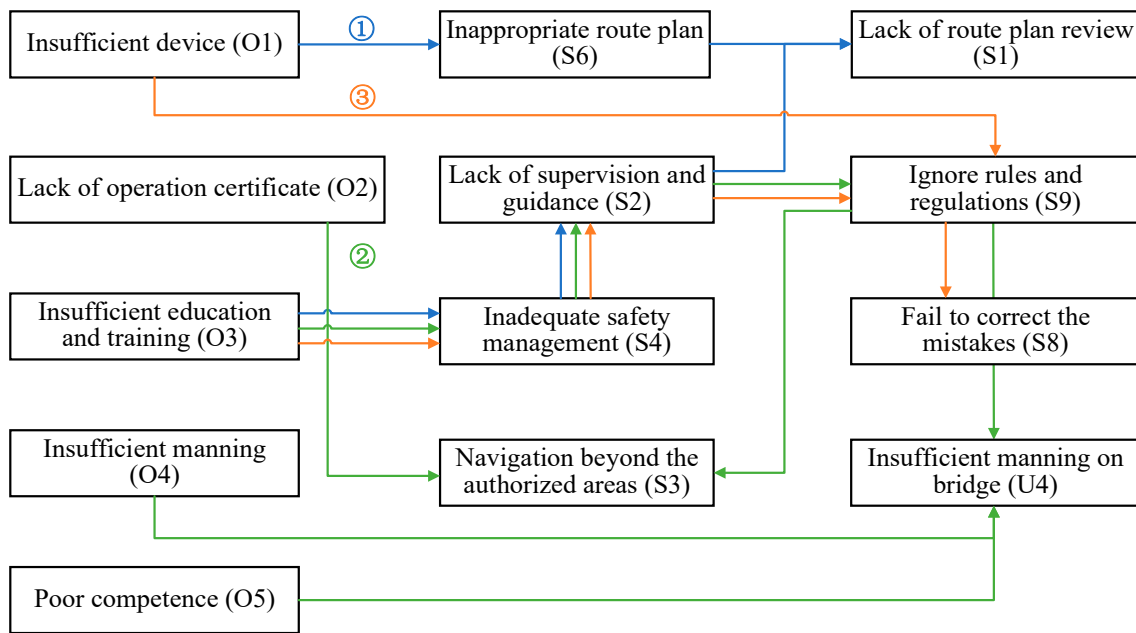 Insufficient device (O1)
①
Inappropriate route plan
(S6)
Lack of route plan review
(S1)
③
Lack of operation certificate (O2)
Lack of supervision and
guidance (S2)
Ignore rules and
regulations (S9)
②
Insufficient education
and training (O3)
Inadequate safety
management (S4)
Fail to correct the
mistakes (S8)
Insufficient manning
(O4)
Navigation beyond the
authorized areas (S3)
Insufficient manning on
bridge (U4)
Poor competence (O5)